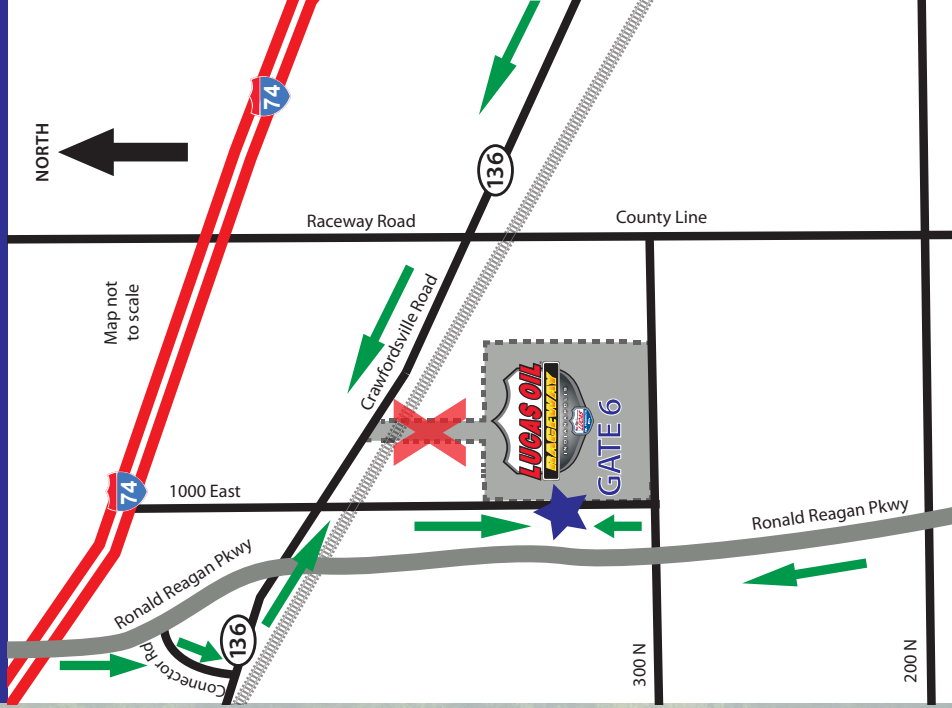 74
NORTH
136
Raceway Road
County Line
Map not
to scale
Crawfordsville Road
LUCAS OIL
RACEWAY
INDIANAPOLIS
GATE 6
74
1000 East
Ronald Reagan Pkwy
Ronald Reagan Pkwy
Connector Rd
136
300 N
200 N